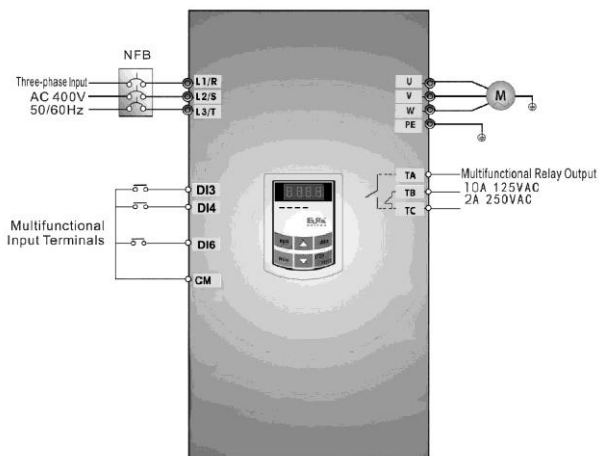 NFB
Three-phase Input
AC 400V
50/60Hz
L1/R
L2/S
L3/T
U
V
W
PE
M
TA
TB
TC
Multifunctional Relay Output
10A 125VAC
2A 250VAC
8888
DI3
DI4
DI6
CM
Multifunctional
Input Terminals